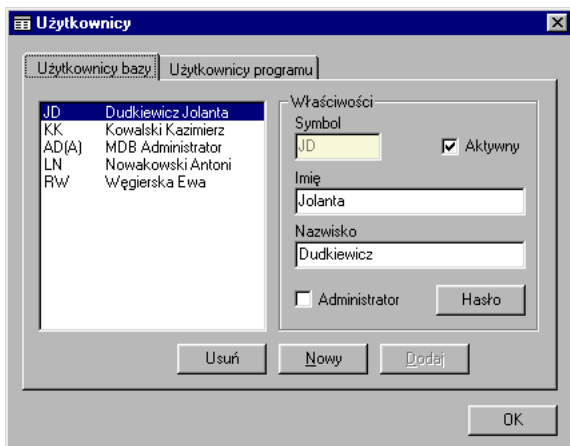 Użytkownicy
Użytkownicy bazy Użytkownicy programu
JD Dudkiewicz Jolanta
KK Kowalski Kazimierz
AD(A) MDB Administrator
LN Nowakowski Antoni
RW Węgierska Ewa
Właściwości
Symbol
JD Aktywny
Imię
Jolanta
Nazwisko
Dudkiewicz
Administrator Hasło
Usuń Nowy Dodaj
OK